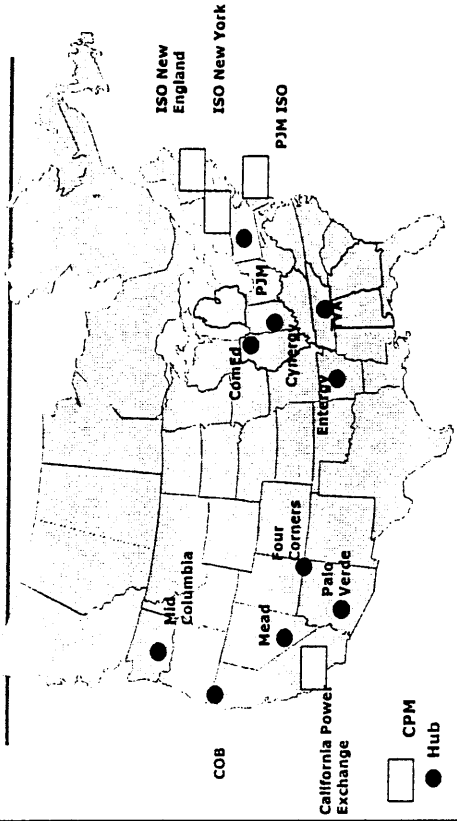 ISO New
England
ISO New York
PJM ISO
PJM
ComEd
Cynergy
TVA
Entergy
Mid
Columbia
Four
Corners
Palo
Verde
Mead
COB
California Power
Exchange
CPM
Hub